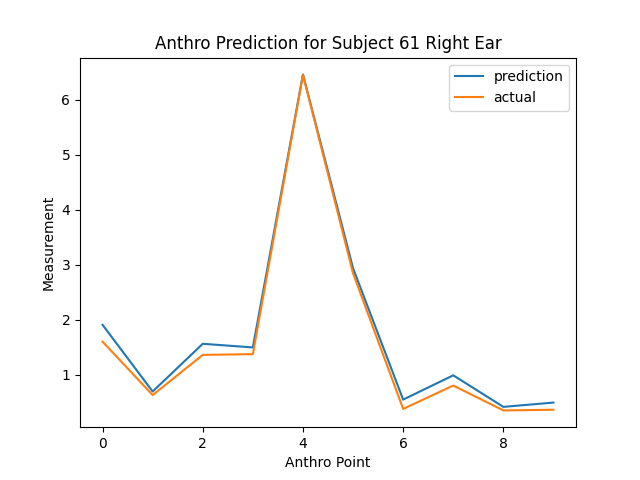 Anthro Prediction for Subject 61 Right Ear
prediction
actual
Measurement
6
5
4
3
2
1
0 2 4 6 8
Anthro Point